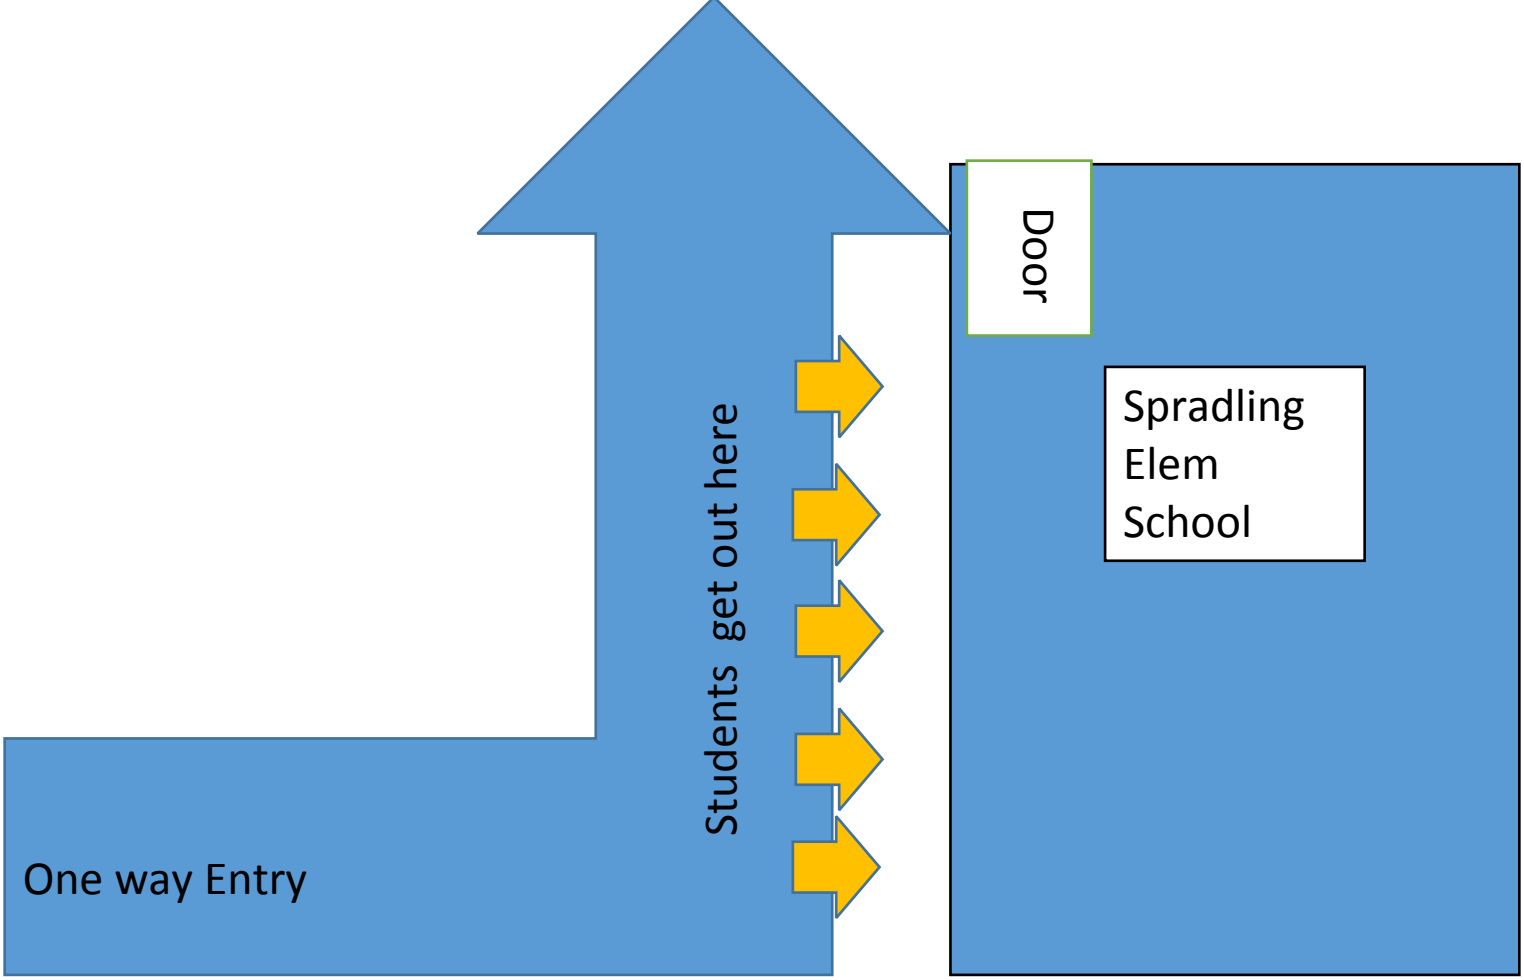 Door
Spradling
Elem
School
Students  get out here
One way Entry